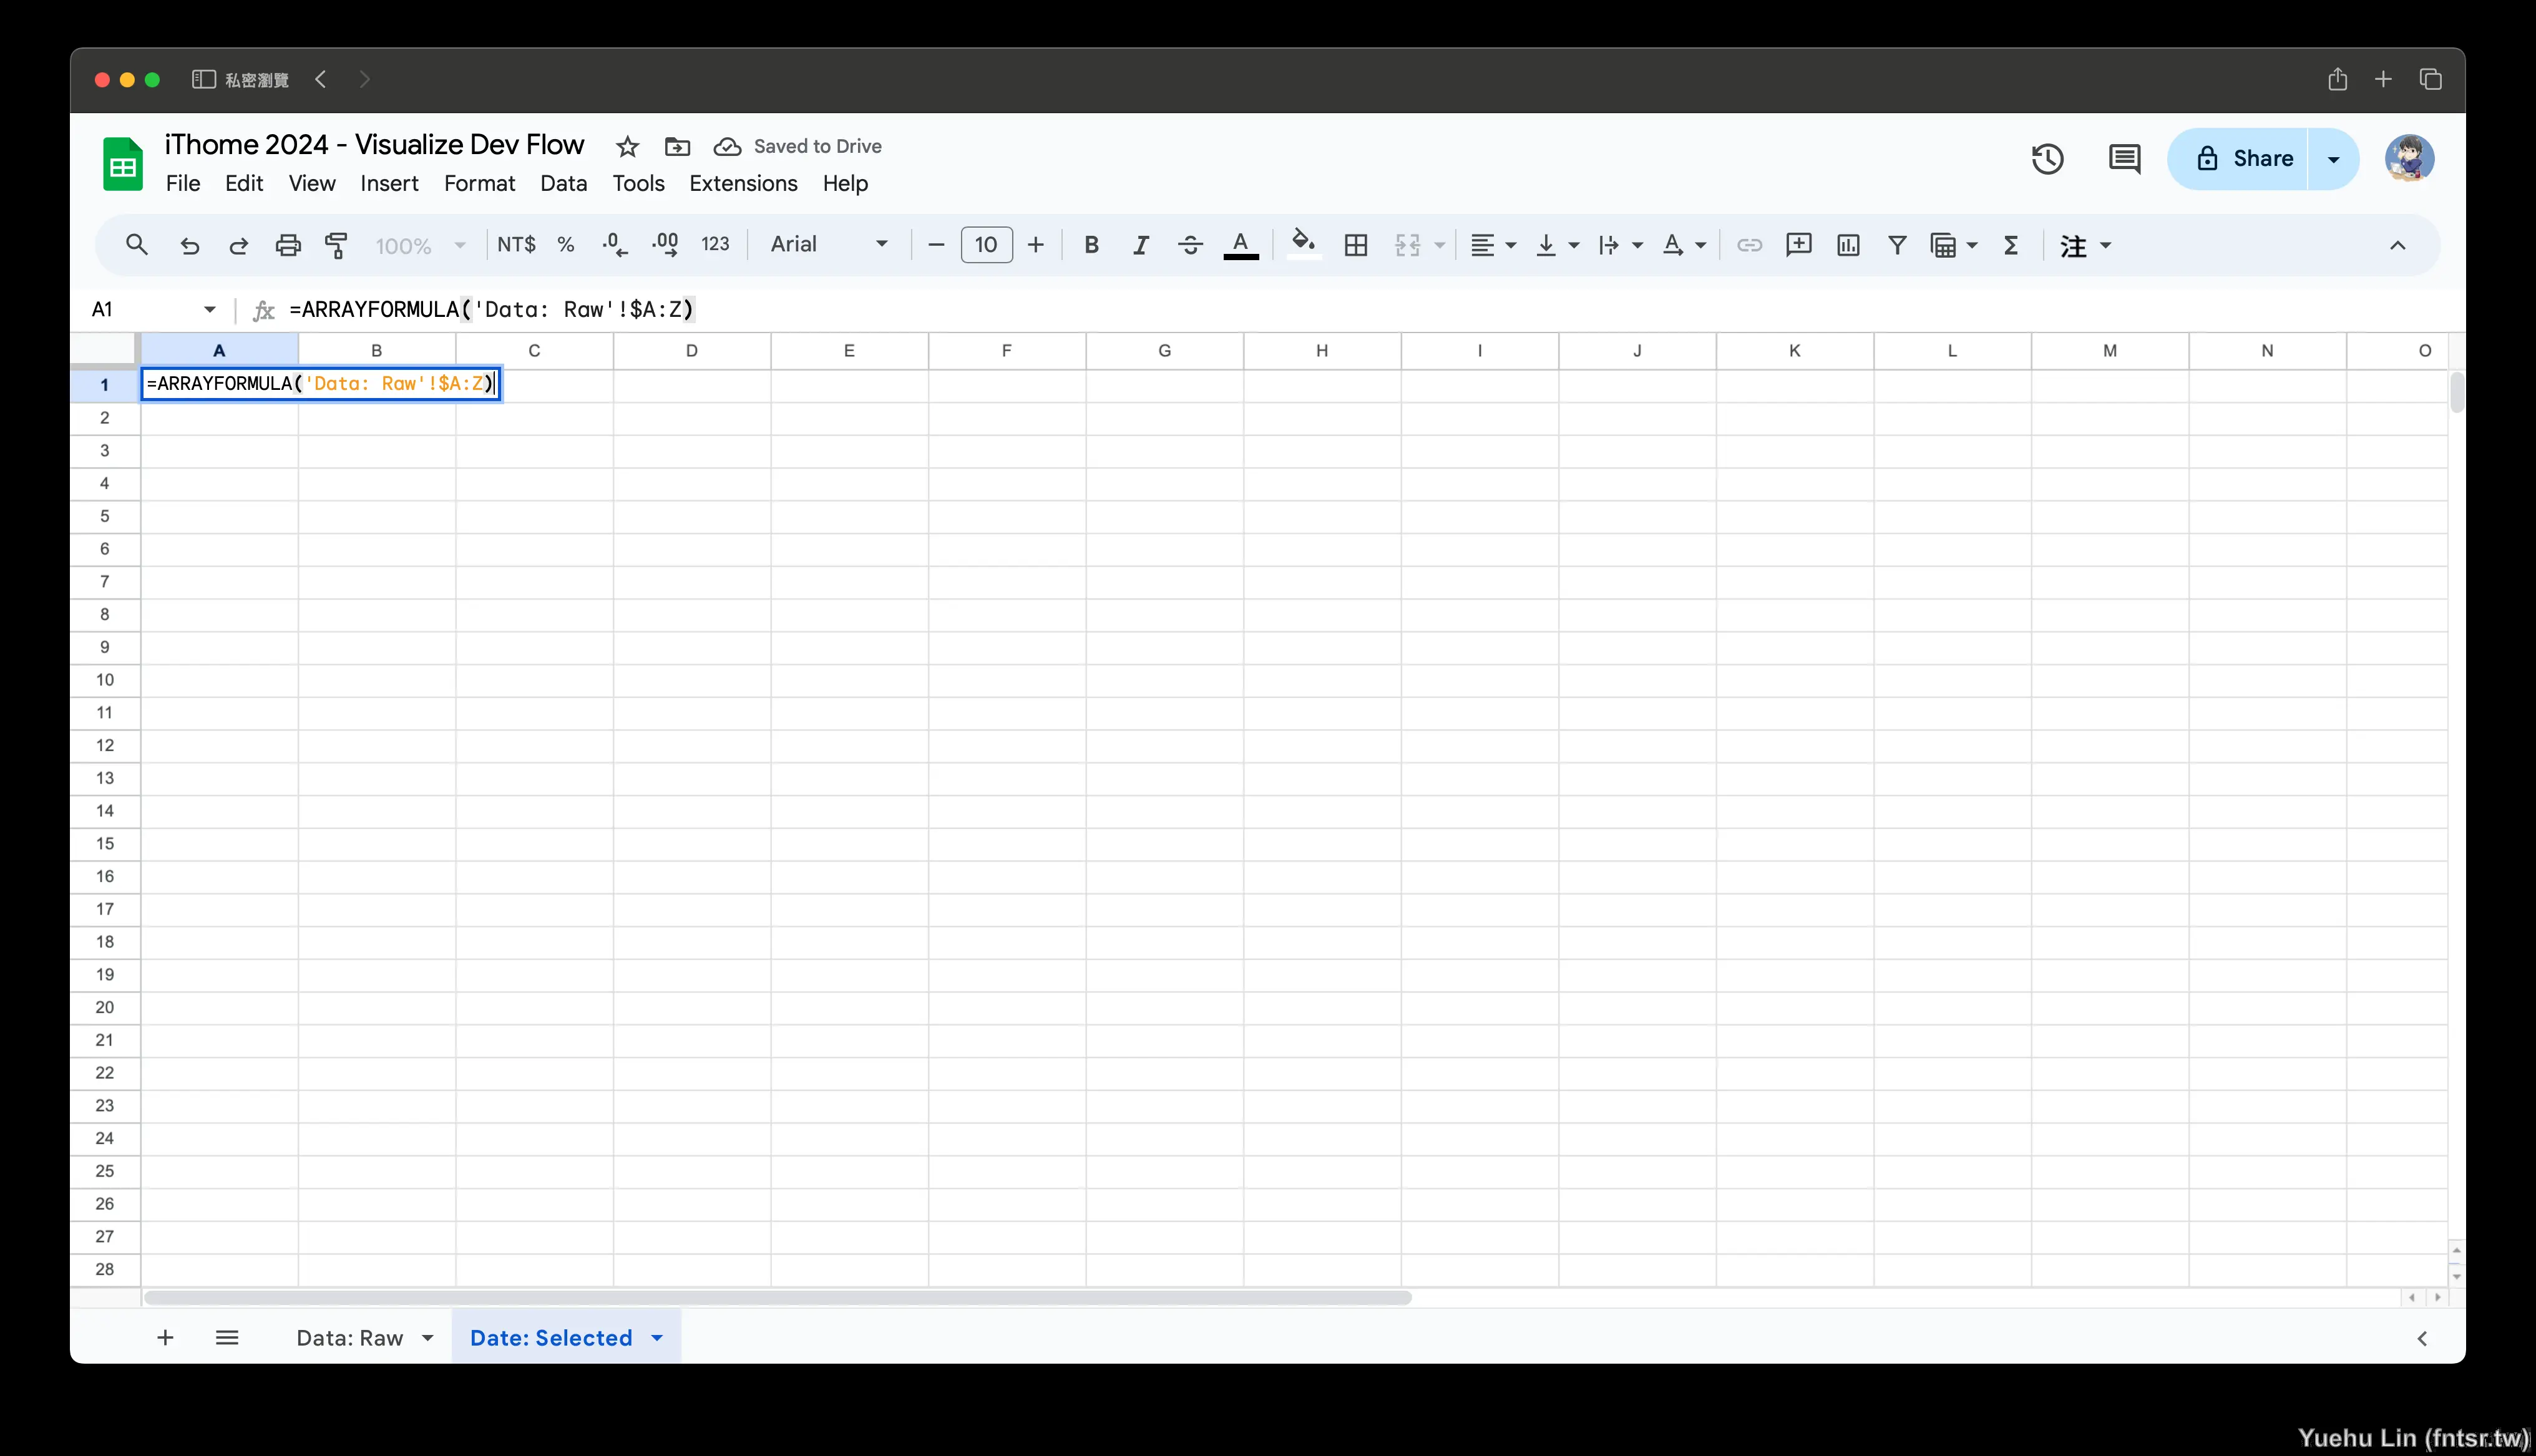 私密瀏覽
iThome 2024 - Visualize Dev Flow Saved to Drive
File Edit View Insert Format Data Tools Extensions Help
Share
100% NT$ % .0 .00 123 Arial 10 B I S A A Σ 注
A1 fx =ARRAYFORMULA('Data: Raw'!$A:Z)
A B C D E F G H I J K L M N O
1 =ARRAYFORMULA('Data: Raw'!$A:Z)
2
3
4
5
6
7
8
9
10
11
12
13
14
15
16
17
18
19
20
21
22
23
24
25
26
27
28
Data: Raw Date: Selected
Yuehu Lin (fntsr.tw)